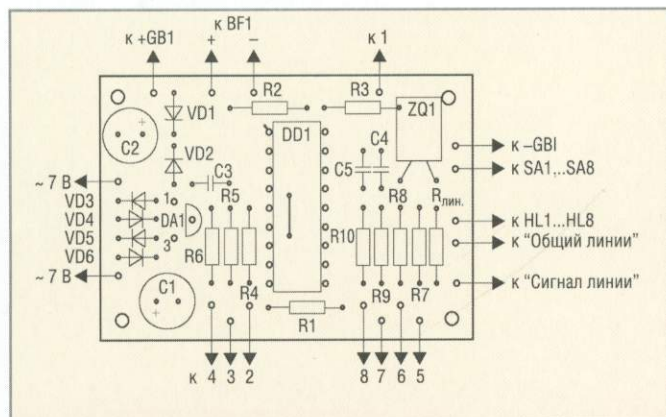 к BF1
к +GB1
+
−
к 1
R2
R3
ZQ1
VD1
DD1
C2
+
VD2
C3
C4
C5
к −GBI
к SA1,...SA8
~ 7 В
VD3
VD4
VD5
VD6
1
DA1
3
R5
R6
R4
R8
Rлин.
R10
R9
R7
к HL1...HL8
к “Общий линии”
~ 7 В
C1
+
R1
к “Сигнал линии”
к 4 3 2
8 7 6 5